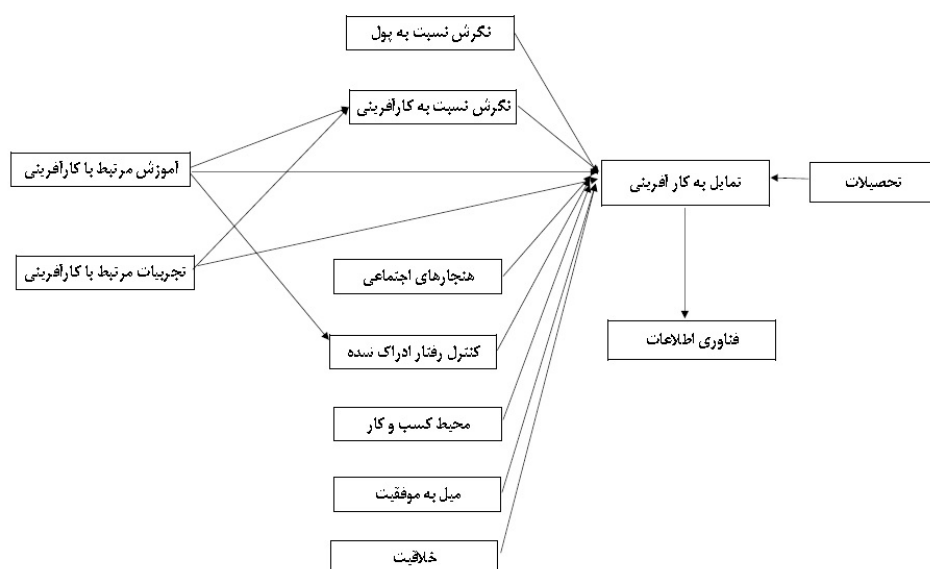 نگرش نسبت به پول
نگرش نسبت به کارآفرینی
آموزش مرتبط با کارآفرینی
تمایل به کار آفرینی
تحصیلات
تجربیات مرتبط با کارآفرینی
هنجارهای اجتماعی
فناوری اطلاعات
کنترل رفتار ادراک شده
محیط کسب و کار
میل به موفقیت
خلاقیت